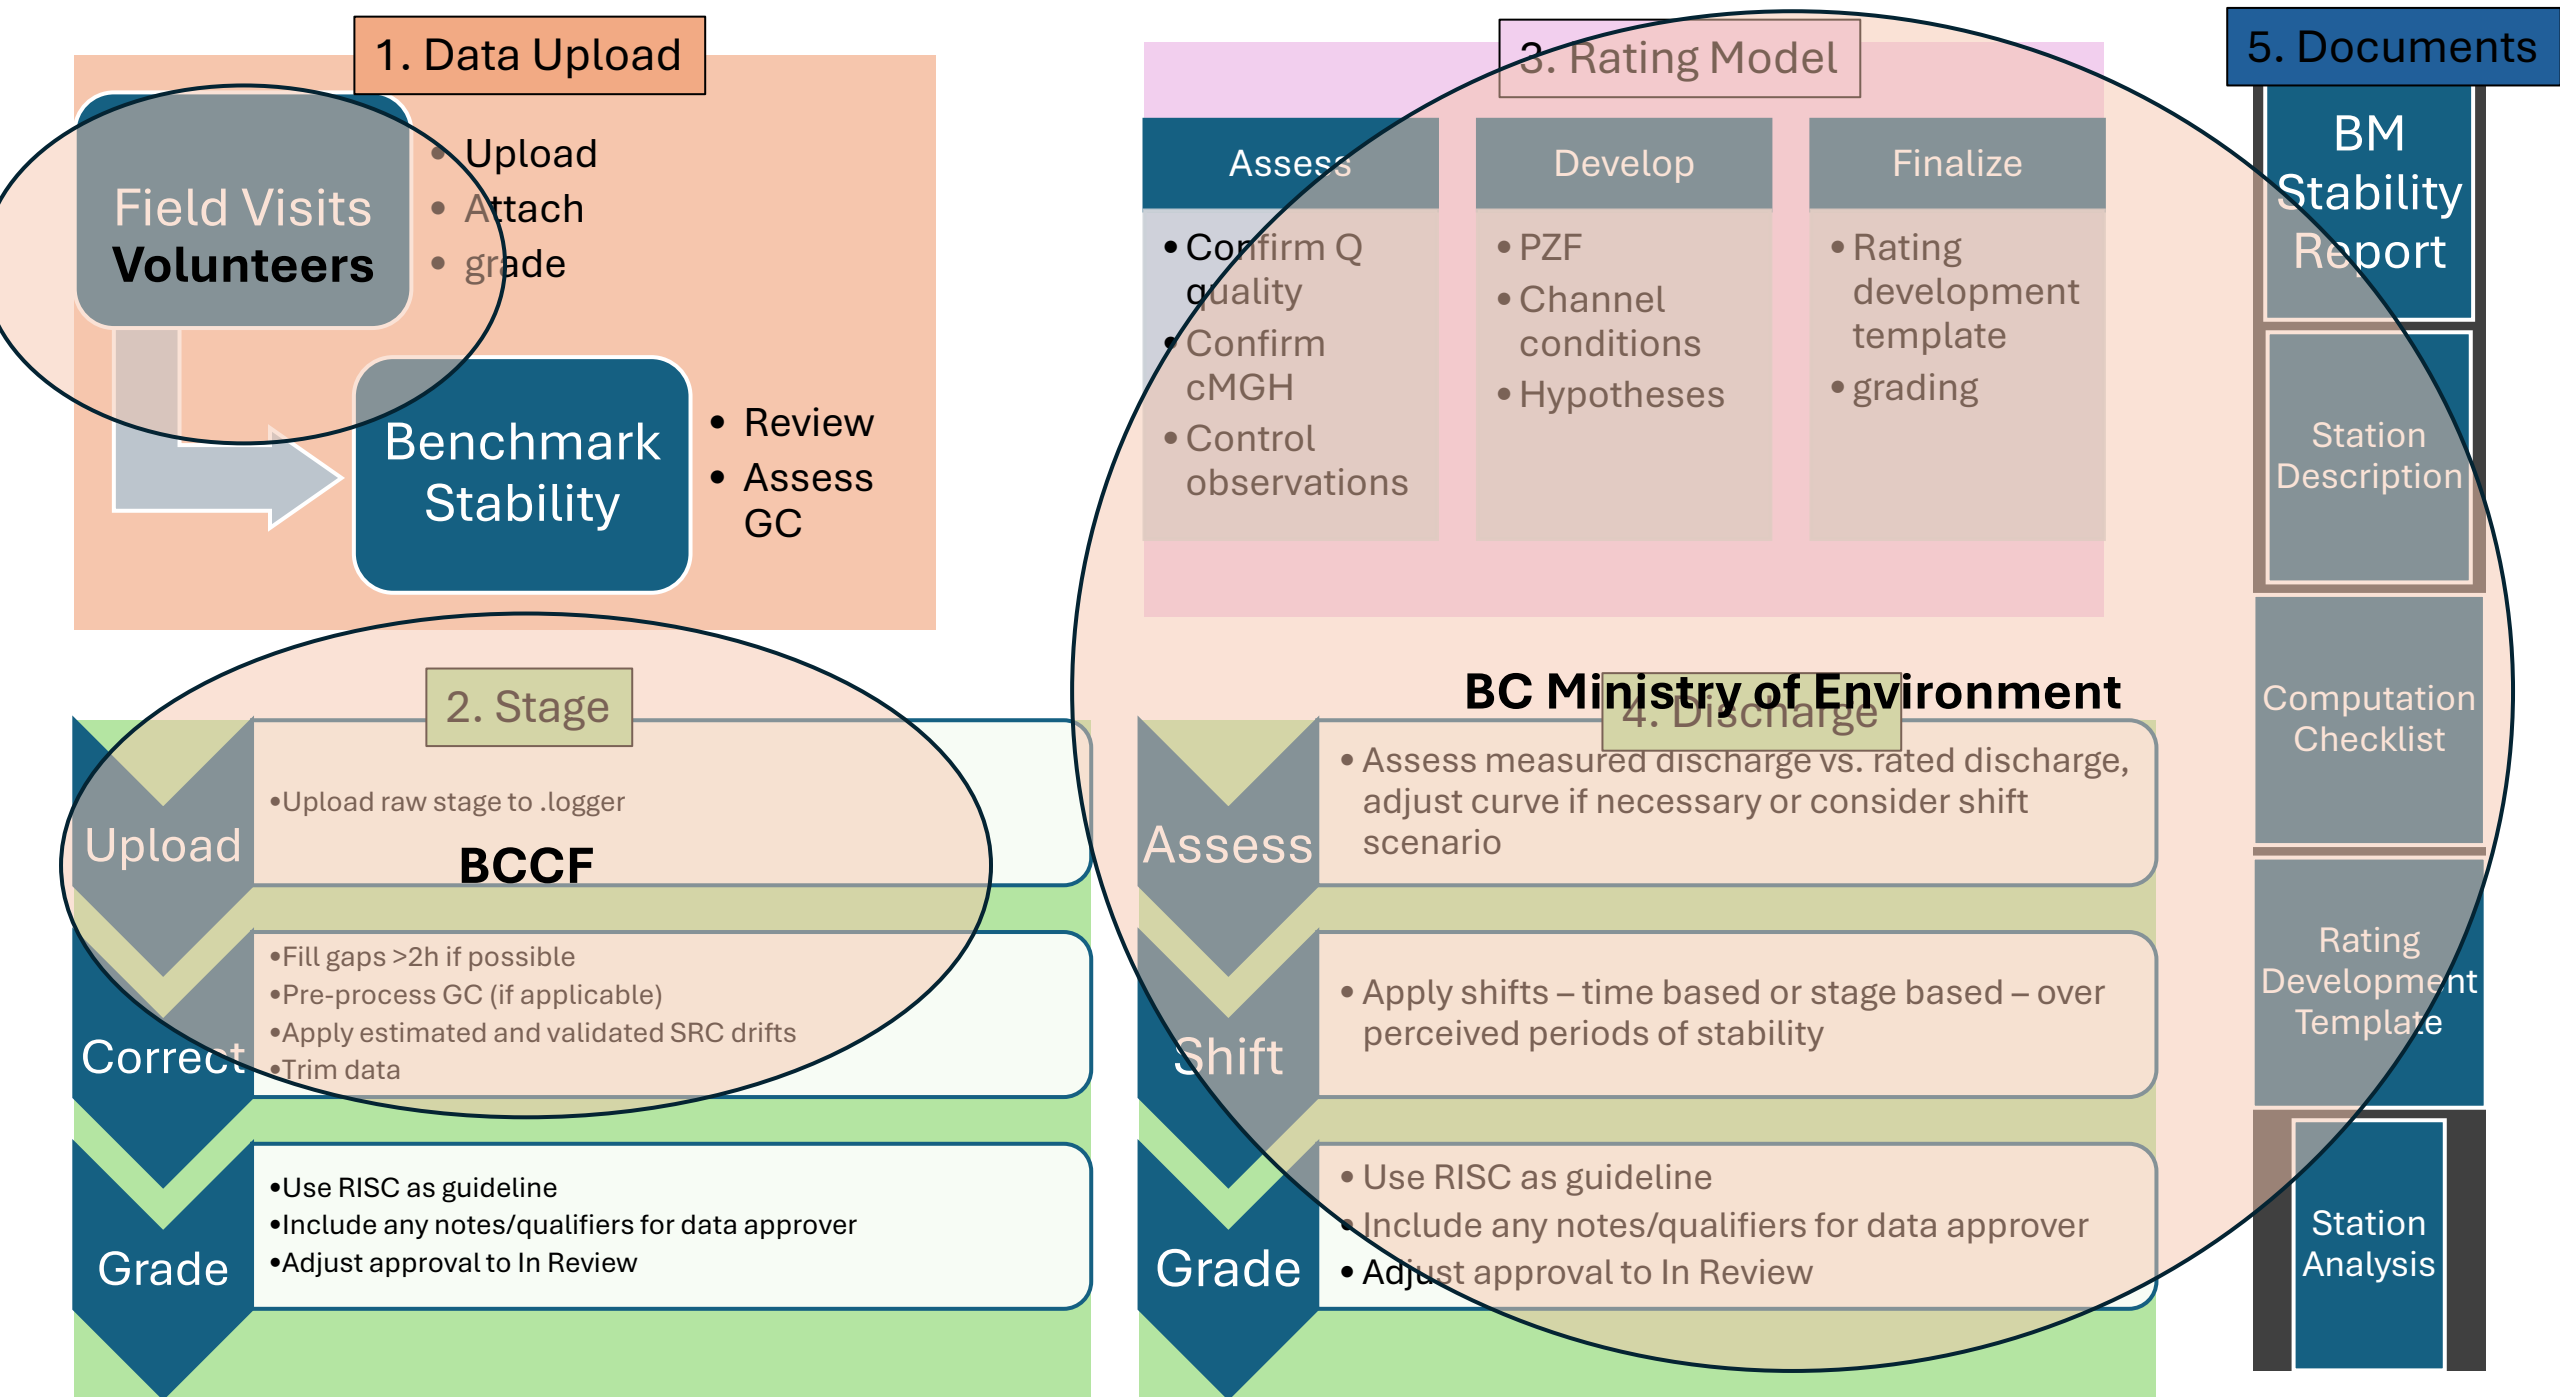 1. Data Upload
Field Visits
Volunteers
• Upload
• Attach
• grade
Benchmark
Stability
• Review
• Assess
GC
2. Stage
Upload
•Upload raw stage to .logger
BCCF
Correct
•Fill gaps >2h if possible
•Pre-process GC (if applicable)
•Apply estimated and validated SRC drifts
•Trim data
Grade
•Use RISC as guideline
•Include any notes/qualifiers for data approver
•Adjust approval to In Review
3. Rating Model
Assess
• Confirm Q
quality
• Confirm
cMGH
• Control
observations
Develop
• PZF
• Channel
conditions
• Hypotheses
Finalize
• Rating
development
template
• grading
BC Ministry of Environment
4. Discharge
Assess
• Assess measured discharge vs. rated discharge,
adjust curve if necessary or consider shift
scenario
Shift
• Apply shifts – time based or stage based – over
perceived periods of stability
Grade
• Use RISC as guideline
• Include any notes/qualifiers for data approver
• Adjust approval to In Review
5. Documents
BM
Stability
Report
Station
Description
Computation
Checklist
Rating
Development
Template
Station
Analysis